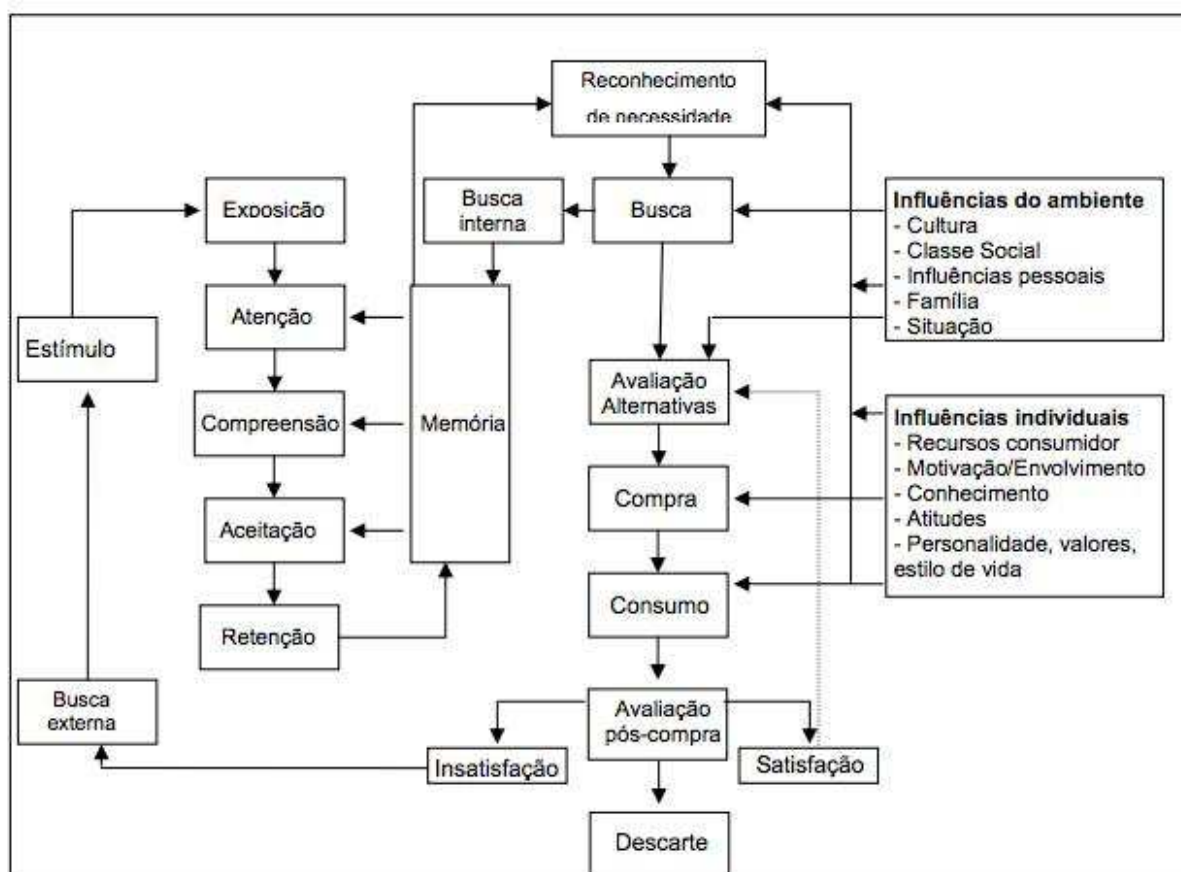 Reconhecimento
de necessidade
Exposição
Busca
interna
Busca
Influências do ambiente
- Cultura
- Classe Social
- Influências pessoais
- Família
- Situação
Estímulo
Atenção
Compreensão
Aceitação
Retenção
Memória
Avaliação
Alternativas
Compra
Consumo
Influências individuais
- Recursos consumidor
- Motivação/Envolvimento
- Conhecimento
- Atitudes
- Personalidade, valores,
estilo de vida
Busca
externa
Avaliação
pós-compra
Insatisfação
Satisfação
Descarte